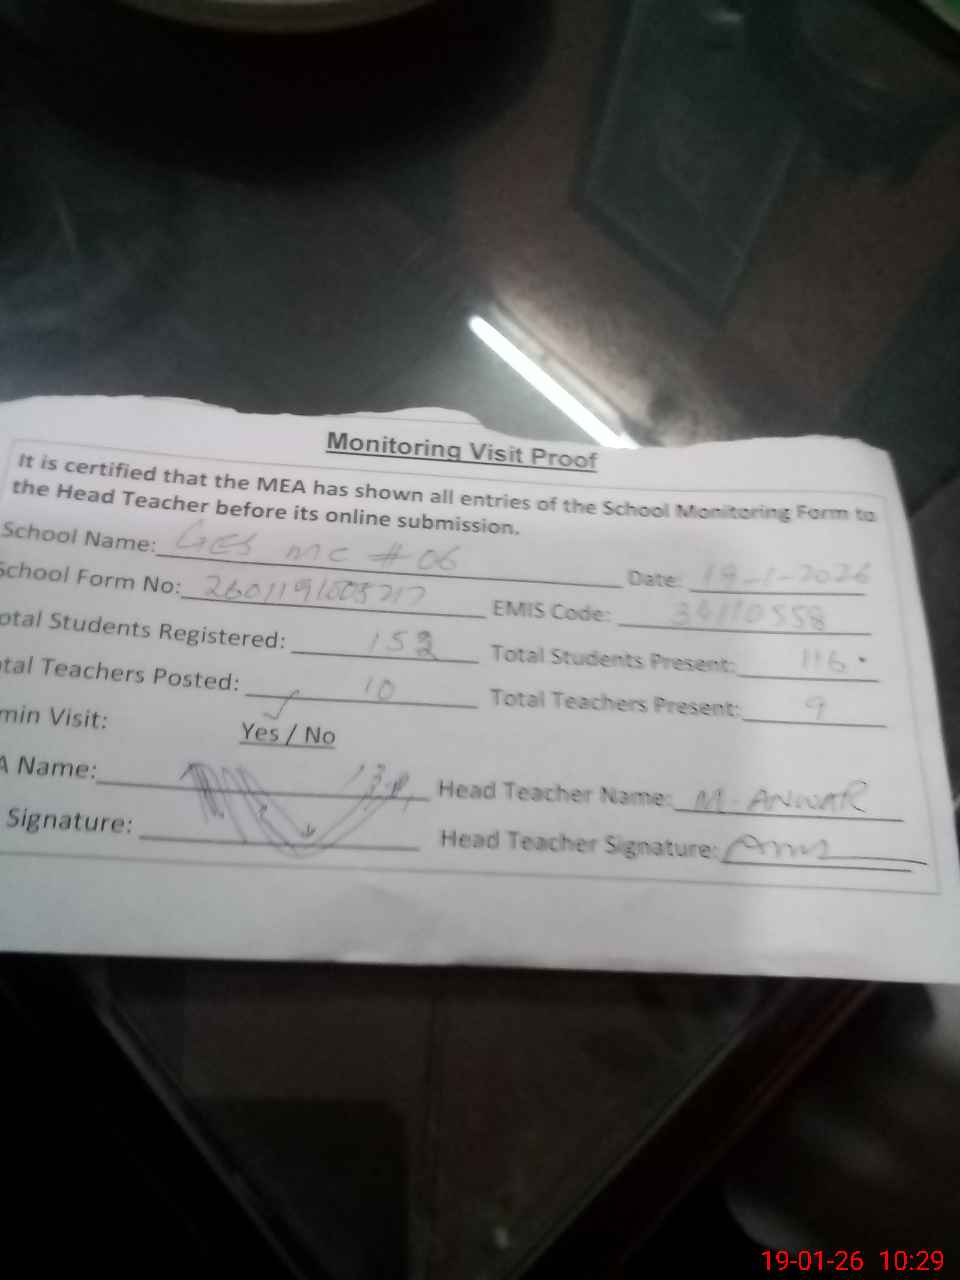 Monitoring Visit Proof
It is certified that the MEA has shown all entries of the School Monitoring Form to
the Head Teacher before its online submission.
School Name: GES MC # 06 Date: 19-1-2026
School Form No: EMIS Code: 34110558
otal Students Registered: 152 Total Students Present: 116
tal Teachers Posted: 10 Total Teachers Present: 9
min Visit: Yes / No
A Name: Head Teacher Name: M. ANWAR
Signature: Head Teacher Signature:
19-01-26 10:29